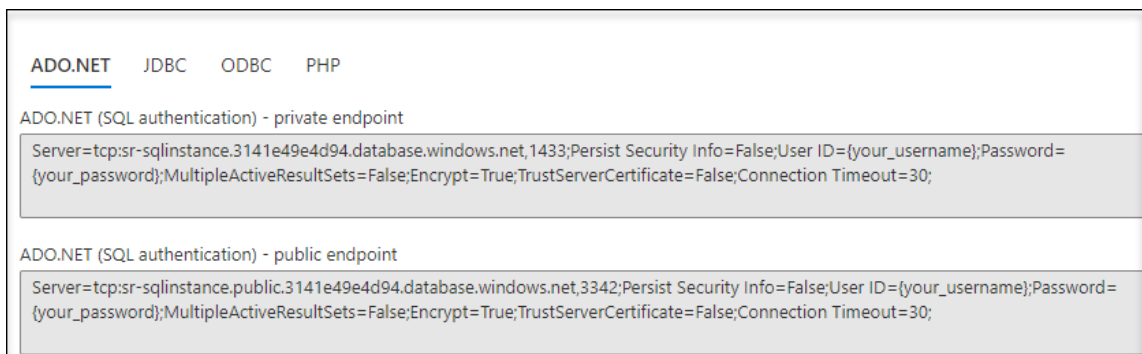 ADO.NET JDBC ODBC PHP
ADO.NET (SQL authentication) - private endpoint
Server=tcp:sr-sqlinstance.3141e49e4d94.database.windows.net,1433;Persist Security Info=False;User ID={your_username};Password=
{your_password};MultipleActiveResultSets=False;Encrypt=True;TrustServerCertificate=False;Connection Timeout=30;
ADO.NET (SQL authentication) - public endpoint
Server=tcp:sr-sqlinstance.public.3141e49e4d94.database.windows.net,3342;Persist Security Info=False;User ID={your_username};Password=
{your_password};MultipleActiveResultSets=False;Encrypt=True;TrustServerCertificate=False;Connection Timeout=30;